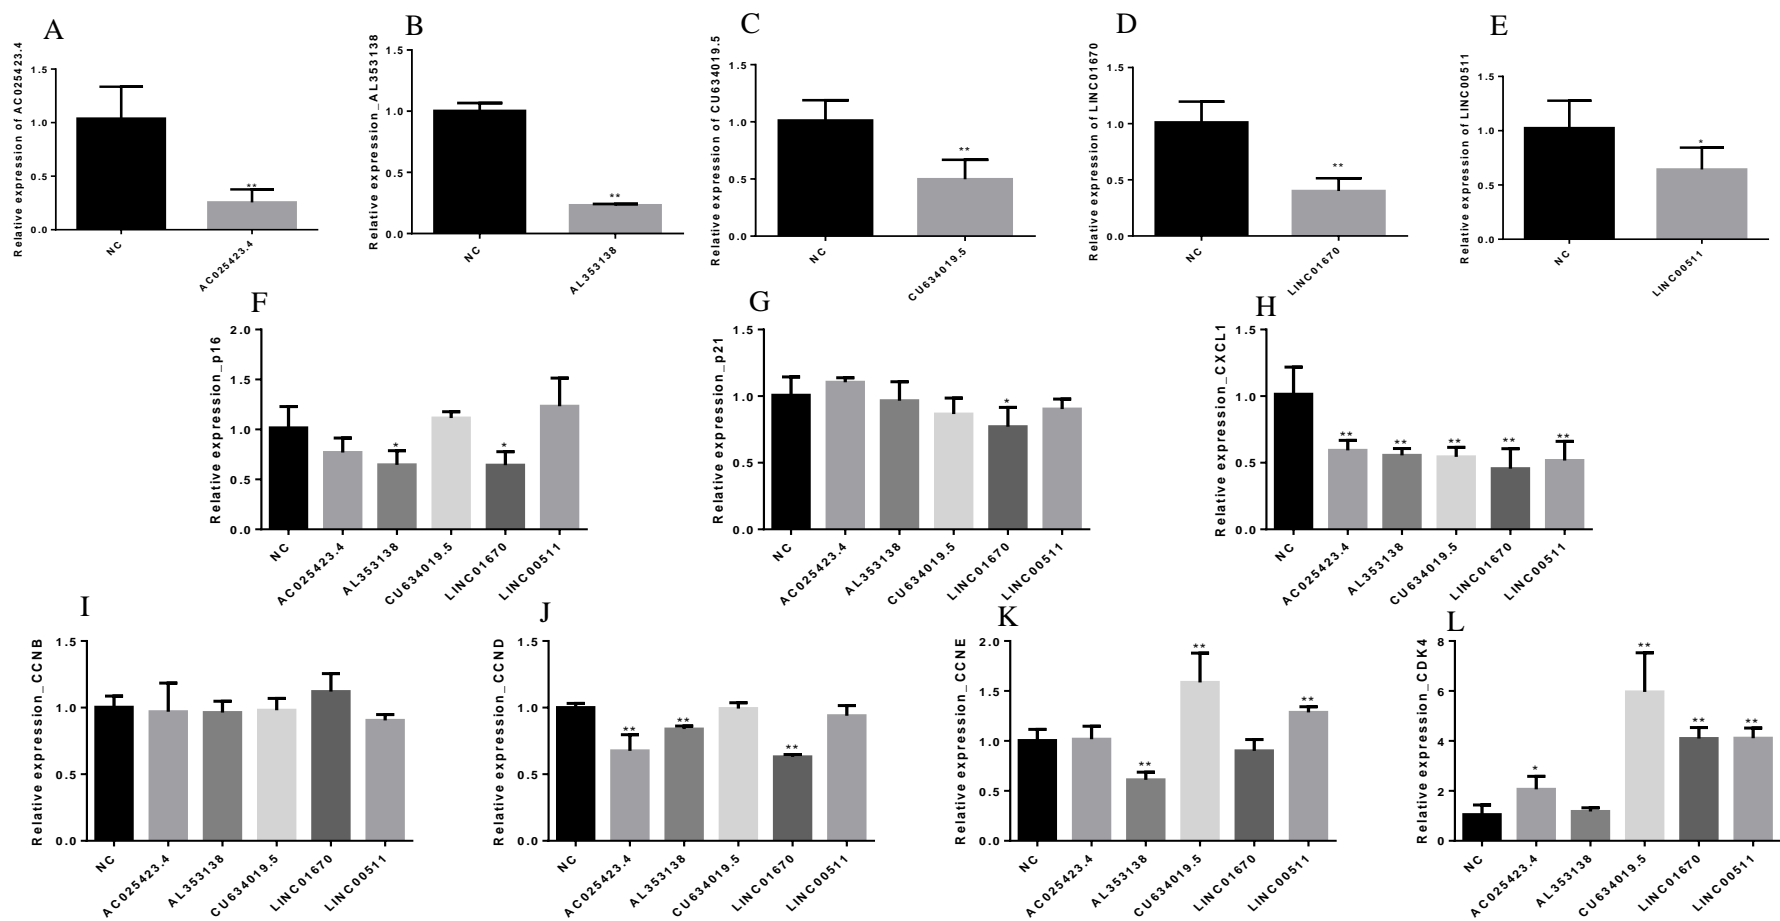 A
Relative expression of AC025423.4
1.5
1.0
0.5
0.0
**
NC
AC025423.4
B
Relative expression_AL353138
1.5
1.0
0.5
0.0
**
NC
AL353138
C
Relative expression of CU634019.5
1.5
1.0
0.5
0.0
**
NC
CU634019.5
D
Relative expression of LINC01670
1.5
1.0
0.5
0.0
**
NC
LINC01670
E
Relative expression of LINC00511
1.5
1.0
0.5
0.0
*
NC
LINC00511
F
Relative expression_p16
2.0
1.5
1.0
0.5
0.0
*
*
NC
AC025423.4
AL353138
CU634019.5
LINC01670
LINC00511
G
Relative expression_p21
1.5
1.0
0.5
0.0
*
NC
AC025423.4
AL353138
CU634019.5
LINC01670
LINC00511
H
Relative expression_CXCL1
1.5
1.0
0.5
0.0
**
**
**
**
**
NC
AC025423.4
AL353138
CU634019.5
LINC01670
LINC00511
I
Relative expression_CCNB
1.5
1.0
0.5
0.0
NC
AC025423.4
AL353138
CU634019.5
LINC01670
LINC00511
J
Relative expression_CCND
1.5
1.0
0.5
0.0
**
**
**
NC
AC025423.4
AL353138
CU634019.5
LINC01670
LINC00511
K
Relative expression_CCNE
2.0
1.5
1.0
0.5
0.0
**
**
**
NC
AC025423.4
AL353138
CU634019.5
LINC01670
LINC00511
L
Relative expression_CDK4
8
6
4
2
0
*
**
**
**
NC
AC025423.4
AL353138
CU634019.5
LINC01670
LINC00511